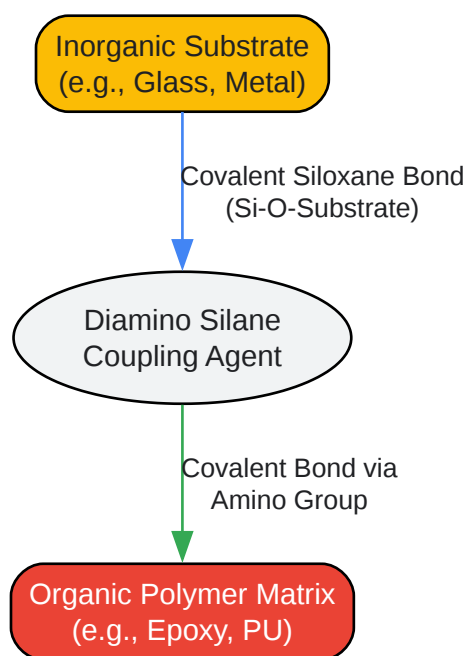 Inorganic Substrate
(e.g., Glass, Metal)
Covalent Siloxane Bond
(Si-O-Substrate)
Diamino Silane
Coupling Agent
Covalent Bond via
Amino Group
Organic Polymer Matrix
(e.g., Epoxy, PU)